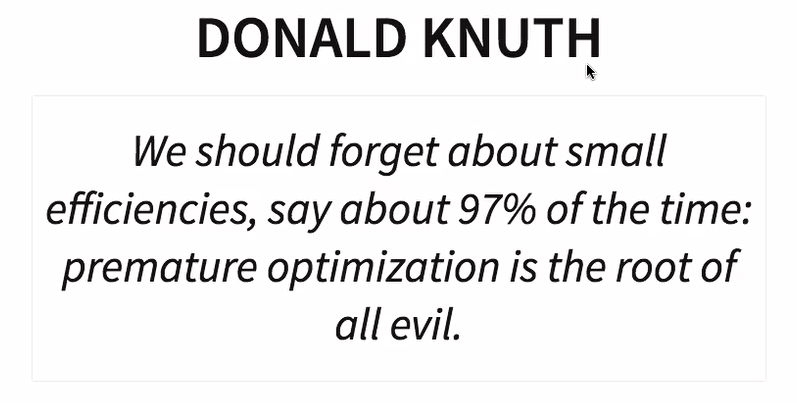 DONALD KNUTH
We should forget about small
efficiencies, say about 97% of the time:
premature optimization is the root of
all evil.